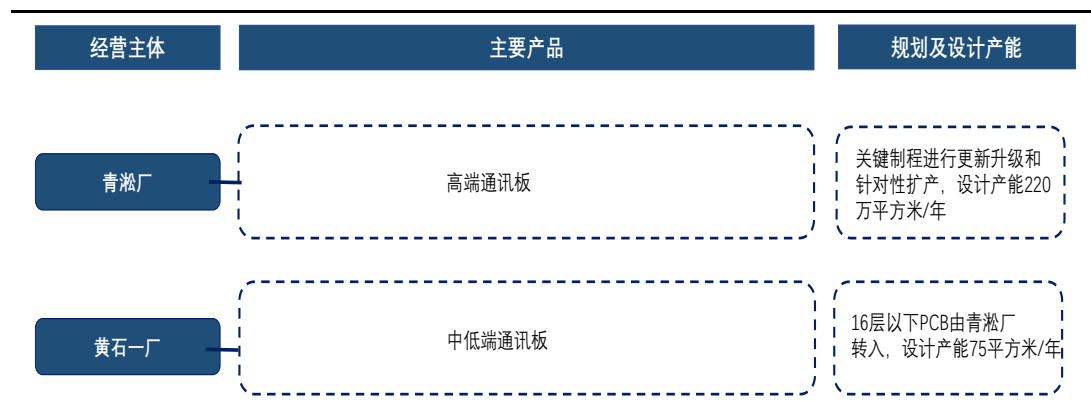 经营主体
主要产品
规划及设计产能
青淞厂
高端通讯板
关键制程进行更新升级和
针对性扩产，设计产能220
万平方米/年
黄石一厂
中低端通讯板
16层以下PCB由青淞厂
转入，设计产能75平方米/年